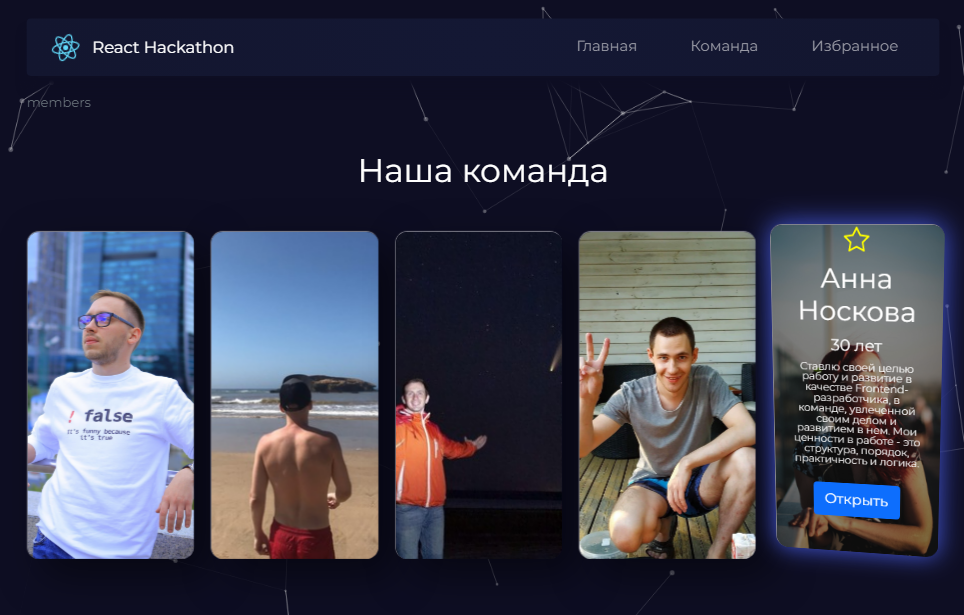 React Hackathon
Главная
Команда
Избранное
members
Наша команда
! false
It's funny because
it's true
Анна
Носкова
30 лет
Ставлю своей целью
работу и развитие в
качестве Frontend-
разработчика, в
команде, увлеченной
своим делом и
развитием в нем. Мои
ценности в работе - это
структура, порядок,
практичность и логика.
Открыть